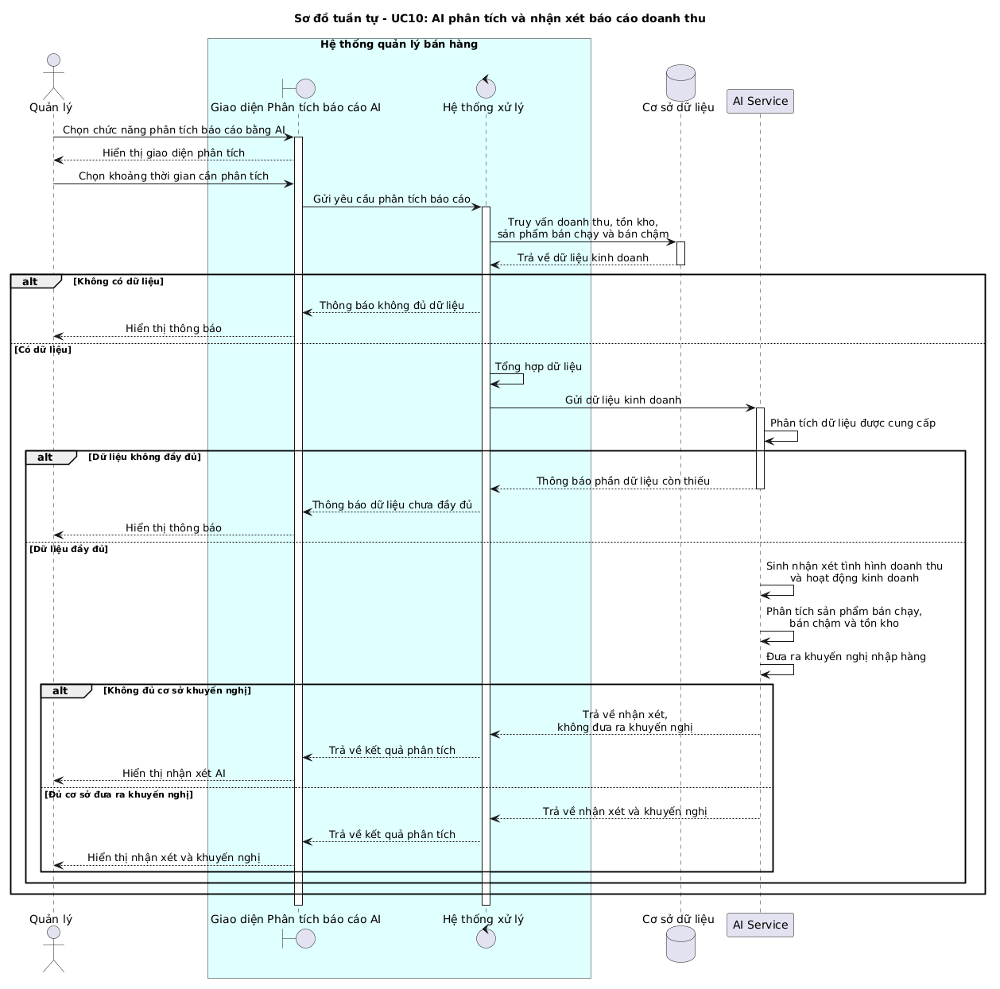 Sơ đồ tuần tự - UC10: AI phân tích và nhận xét báo cáo doanh thu
Hệ thống quản lý bán hàng
Quản lý
Giao diện Phân tích báo cáo AI
Hệ thống xử lý
Cơ sở dữ liệu
AI Service
Chọn chức năng phân tích báo cáo bằng AI
Hiển thị giao diện phân tích
Chọn khoảng thời gian cần phân tích
Gửi yêu cầu phân tích báo cáo
Truy vấn doanh thu, tồn kho,
sản phẩm bán chạy và bán chậm
Trả về dữ liệu kinh doanh
alt [Không có dữ liệu]
Thông báo không đủ dữ liệu
Hiển thị thông báo
[Có dữ liệu]
Tổng hợp dữ liệu
Gửi dữ liệu kinh doanh
Phân tích dữ liệu được cung cấp
alt [Dữ liệu không đầy đủ]
Thông báo phần dữ liệu còn thiếu
Thông báo dữ liệu chưa đầy đủ
Hiển thị thông báo
[Dữ liệu đầy đủ]
Sinh nhận xét tình hình doanh thu
và hoạt động kinh doanh
Phân tích sản phẩm bán chạy,
bán chậm và tồn kho
Đưa ra khuyến nghị nhập hàng
alt [Không đủ cơ sở khuyến nghị]
Trả về nhận xét,
không đưa ra khuyến nghị
Trả về kết quả phân tích
Hiển thị nhận xét AI
[Đủ cơ sở đưa ra khuyến nghị]
Trả về nhận xét và khuyến nghị
Trả về kết quả phân tích
Hiển thị nhận xét và khuyến nghị
Quản lý
Giao diện Phân tích báo cáo AI
Hệ thống xử lý
Cơ sở dữ liệu
AI Service